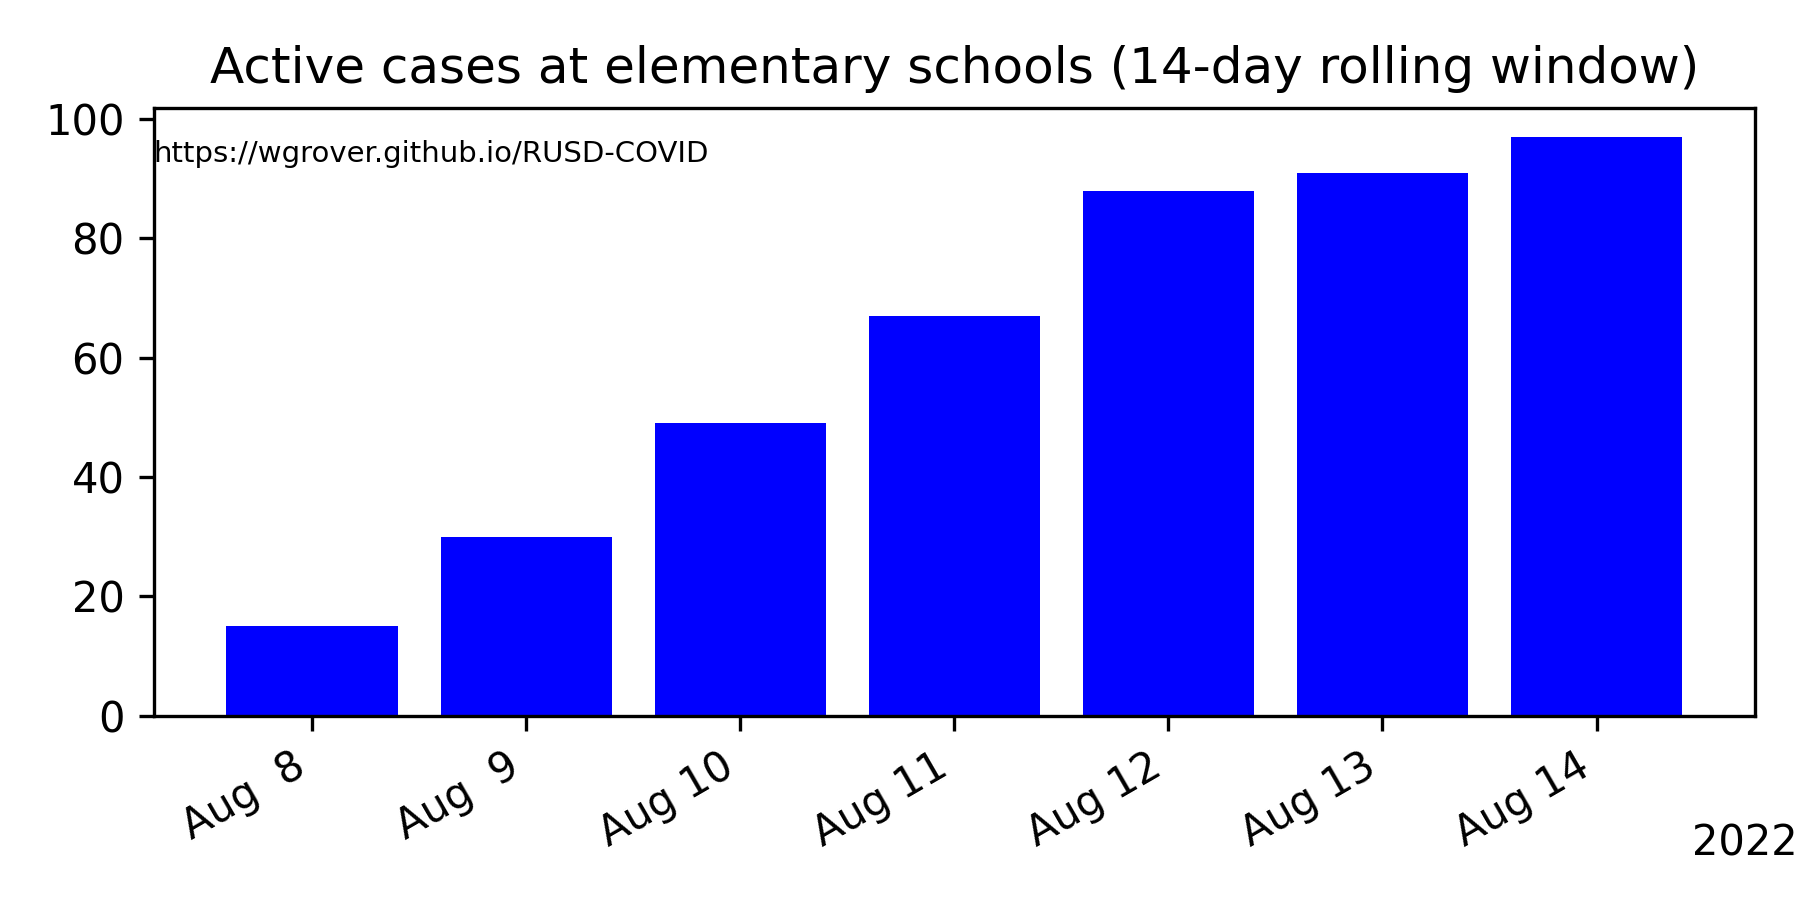 Active cases at elementary schools (14-day rolling window)
100
https://wgrover.github.io/RUSD-COVID
80
60
40
20
0
Aug 8
Aug 9
Aug 10
Aug 11
Aug 12
Aug 13
Aug 14
2022